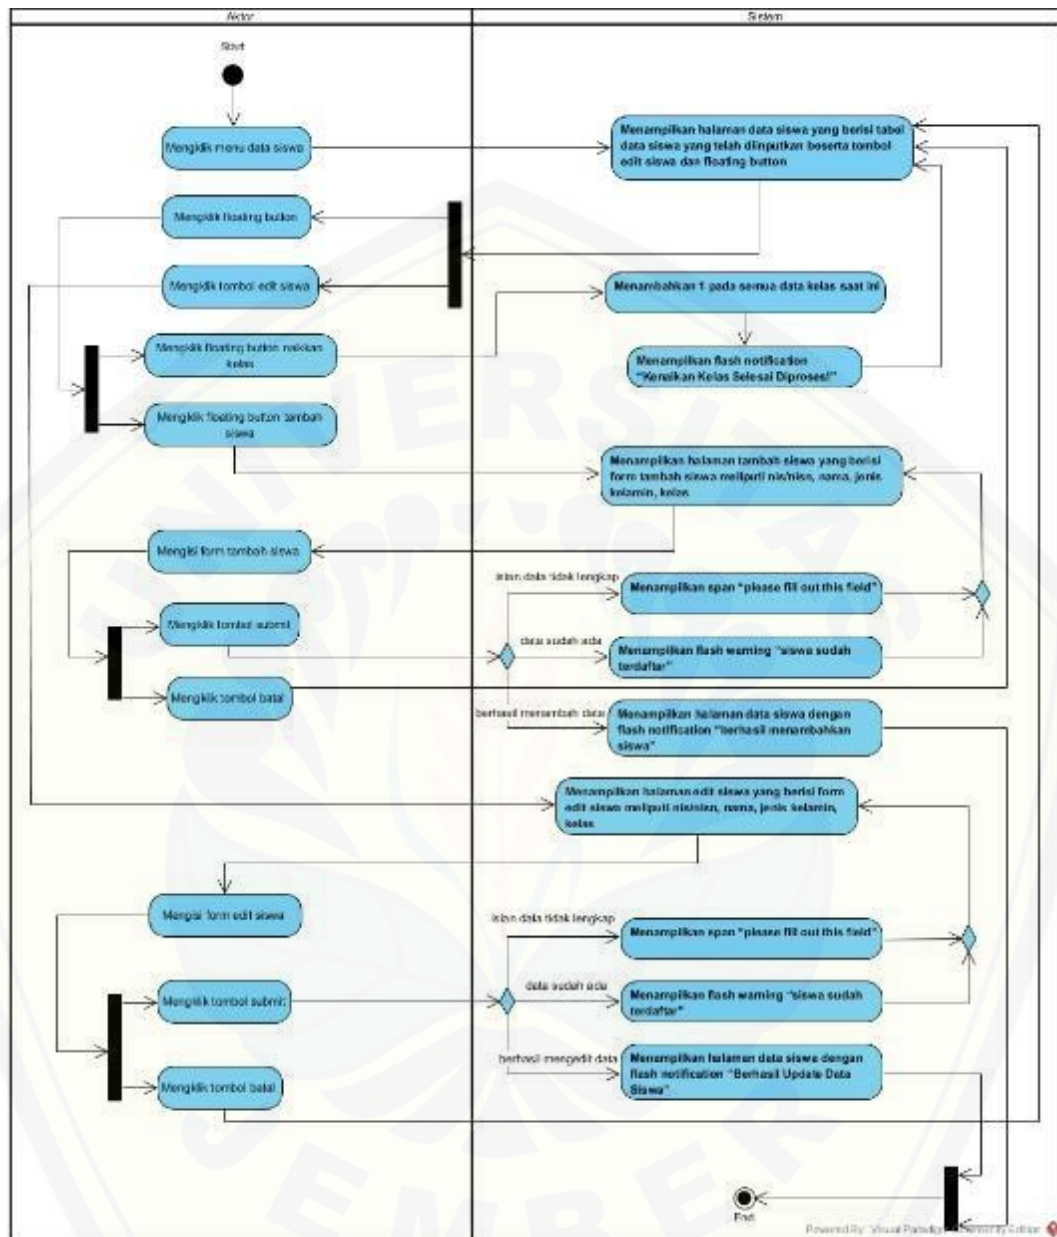 Aktor
Sistem
Start
Mengklik menu data siswa
Menampilkan halaman data siswa yang berisi tabel
data siswa yang telah diinputkan beserta tombol
edit siswa dan floating button
Mengklik floating button
Mengklik tombol edit siswa
Menambahkan 1 pada semua data kelas saat ini
Mengklik floating button naikkan
kelas
Menampilkan flash notification
"Kenaikan Kelas Selesai Diproses!"
Mengklik floating button tambah
siswa
Menampilkan halaman tambah siswa yang berisi
form tambah siswa meliputi nis/nisn, nama, jenis
kelamin, kelas
Mengisi form tambah siswa
isian data tidak lengkap
Menampilkan span "please fill out this field"
Mengklik tombol submit
data sudah ada
Menampilkan flash warning "siswa sudah
terdaftar"
Mengklik tombol batal
berhasil menambah data
Menampilkan halaman data siswa dengan
flash notification "berhasil menambahkan
siswa"
Menampilkan halaman edit siswa yang berisi form
edit siswa meliputi nis/nisn, nama, jenis kelamin,
kelas
Mengisi form edit siswa
isian data tidak lengkap
Menampilkan span "please fill out this field"
Mengklik tombol submit
data sudah ada
Menampilkan flash warning "siswa sudah
terdaftar"
Mengklik tombol batal
berhasil mengedit data
Menampilkan halaman data siswa dengan
flash notification "Berhasil Update Data
Siswa"
End
Powered By Visual Paradigm Community Edition
UNIVERSITAS
JEMBER